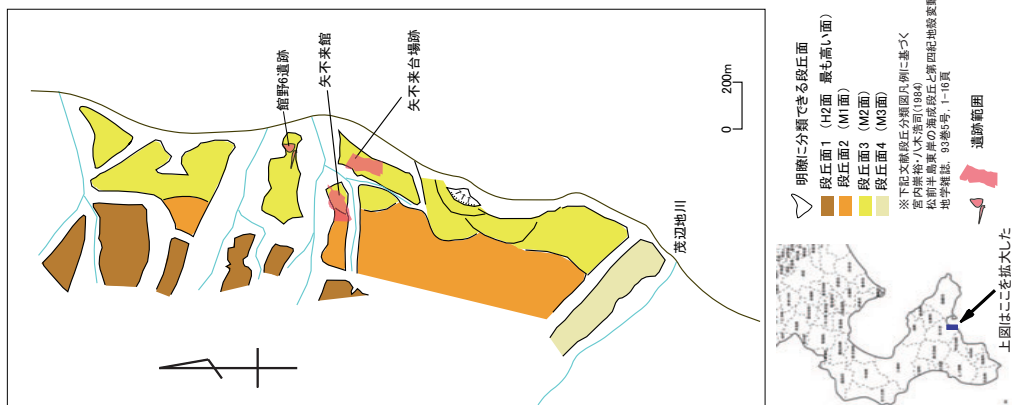 館野6遺跡
矢不来館
矢不来台場跡
茂辺地川
0
200m
明瞭に分類できる段丘面
段丘面1 (H2面 最も高い面)
段丘面2 (M1面)
段丘面3 (M2面)
段丘面4 (M3面)
※下記文献段丘分類図凡例に基づく
宮内崇裕・八木浩司(1984)
松前半島東岸の海成段丘と第四紀地殻変動
地学雑誌, 93巻5号, 1-16頁
遺跡範囲
上図はここを拡大した